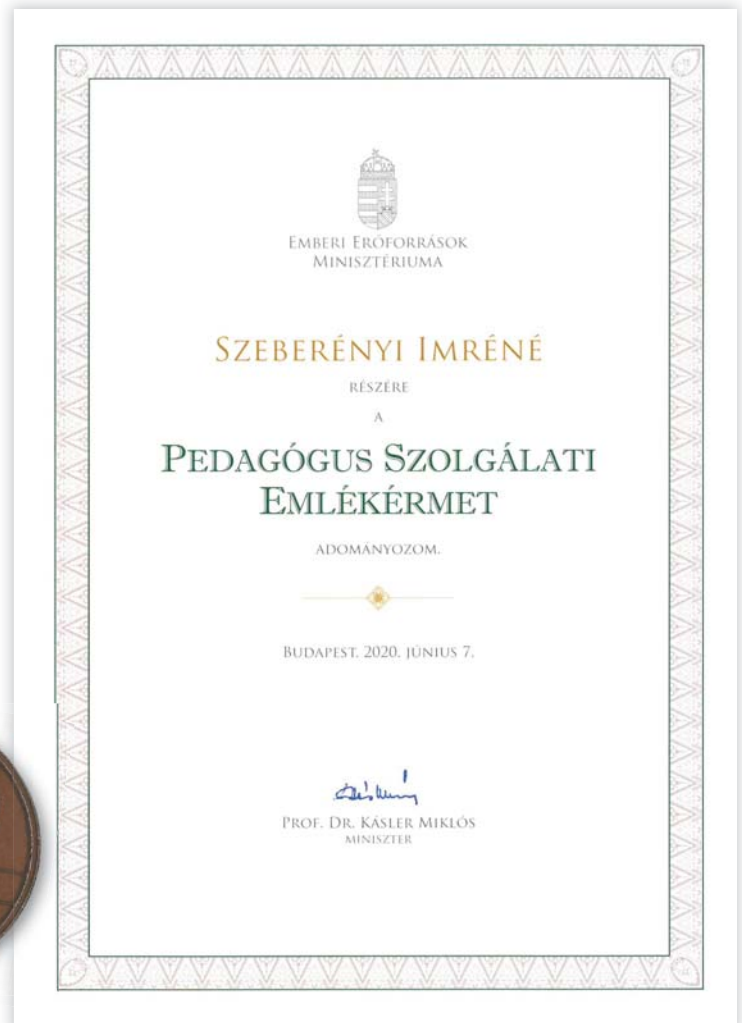 EMBERI ERŐFORRÁSOK
MINISZTÉRIUMA
SZEBERÉNYI IMRÉNÉ
RÉSZÉRE
A
PEDAGÓGUS SZOLGÁLATI
EMLÉKÉRMET
ADOMÁNYOZOM.
BUDAPEST. 2020. JÚNIUS 7.
PROF. DR. KÁSLER MIKLÓS
MINISZTER